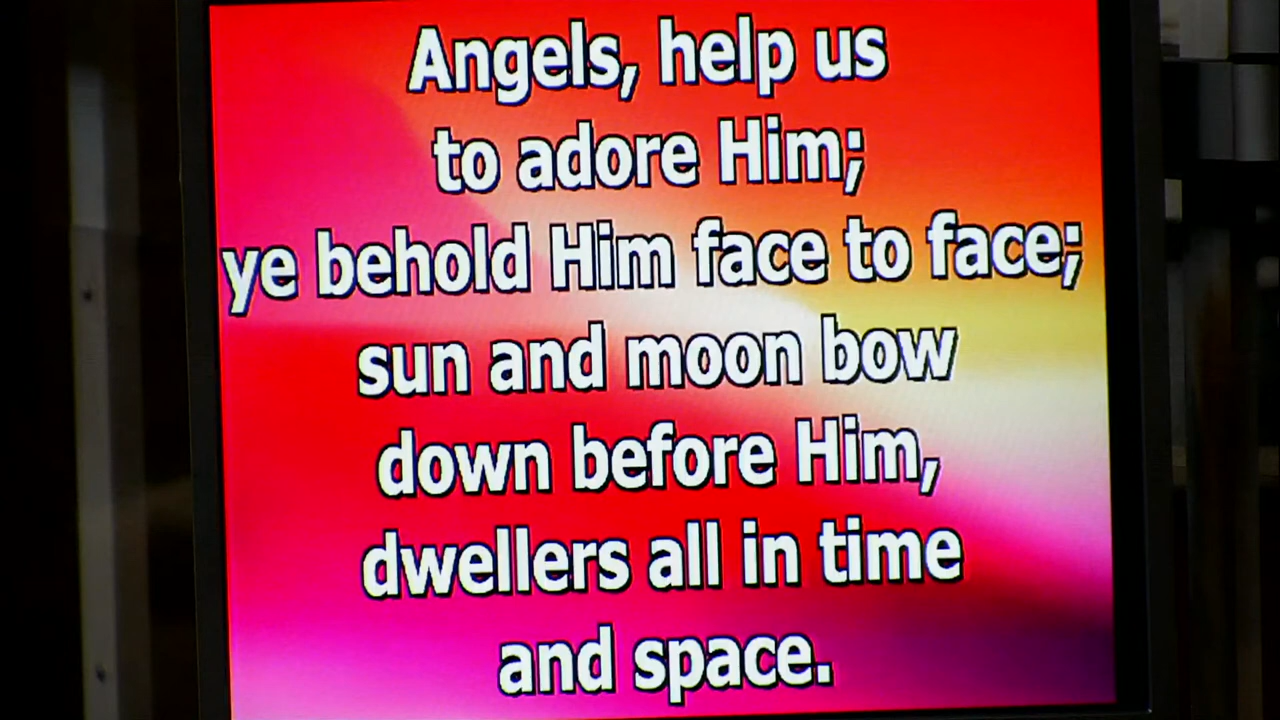 Angels, help us
to adore Him;
ye behold Him face to face;
sun and moon bow
down before Him,
dwellers all in time
and space.